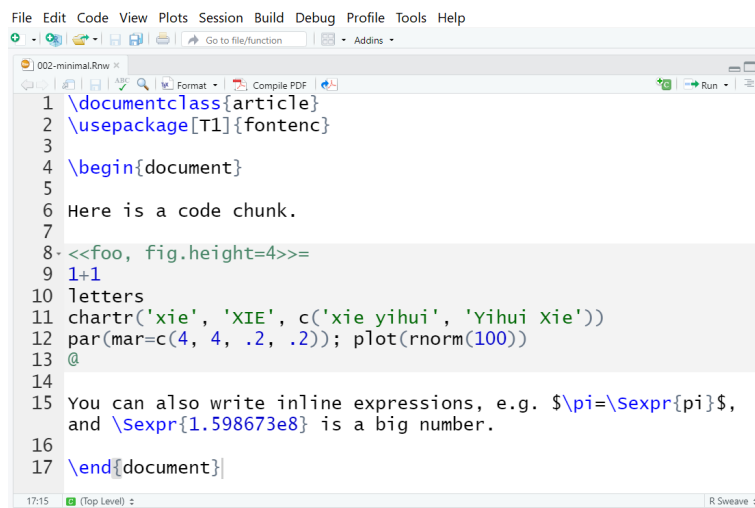 File Edit Code View Plots Session Build Debug Profile Tools Help
Go to file/function Addins
002-minimal.Rnw
ABC Format Compile PDF Run
1 \documentclass{article}
2 \usepackage[T1]{fontenc}
3
4 \begin{document}
5
6 Here is a code chunk.
7
8 <<foo, fig.height=4>>=
9 1+1
10 letters
11 chartr('xie', 'XIE', c('xie yihui', 'Yihui Xie'))
12 par(mar=c(4, 4, .2, .2)); plot(rnorm(100))
13 @
14
15 You can also write inline expressions, e.g. $\pi=\Sexpr{pi}$,
and \Sexpr{1.598673e8} is a big number.
16
17 \end{document}
17:15 (Top Level) R Sweave